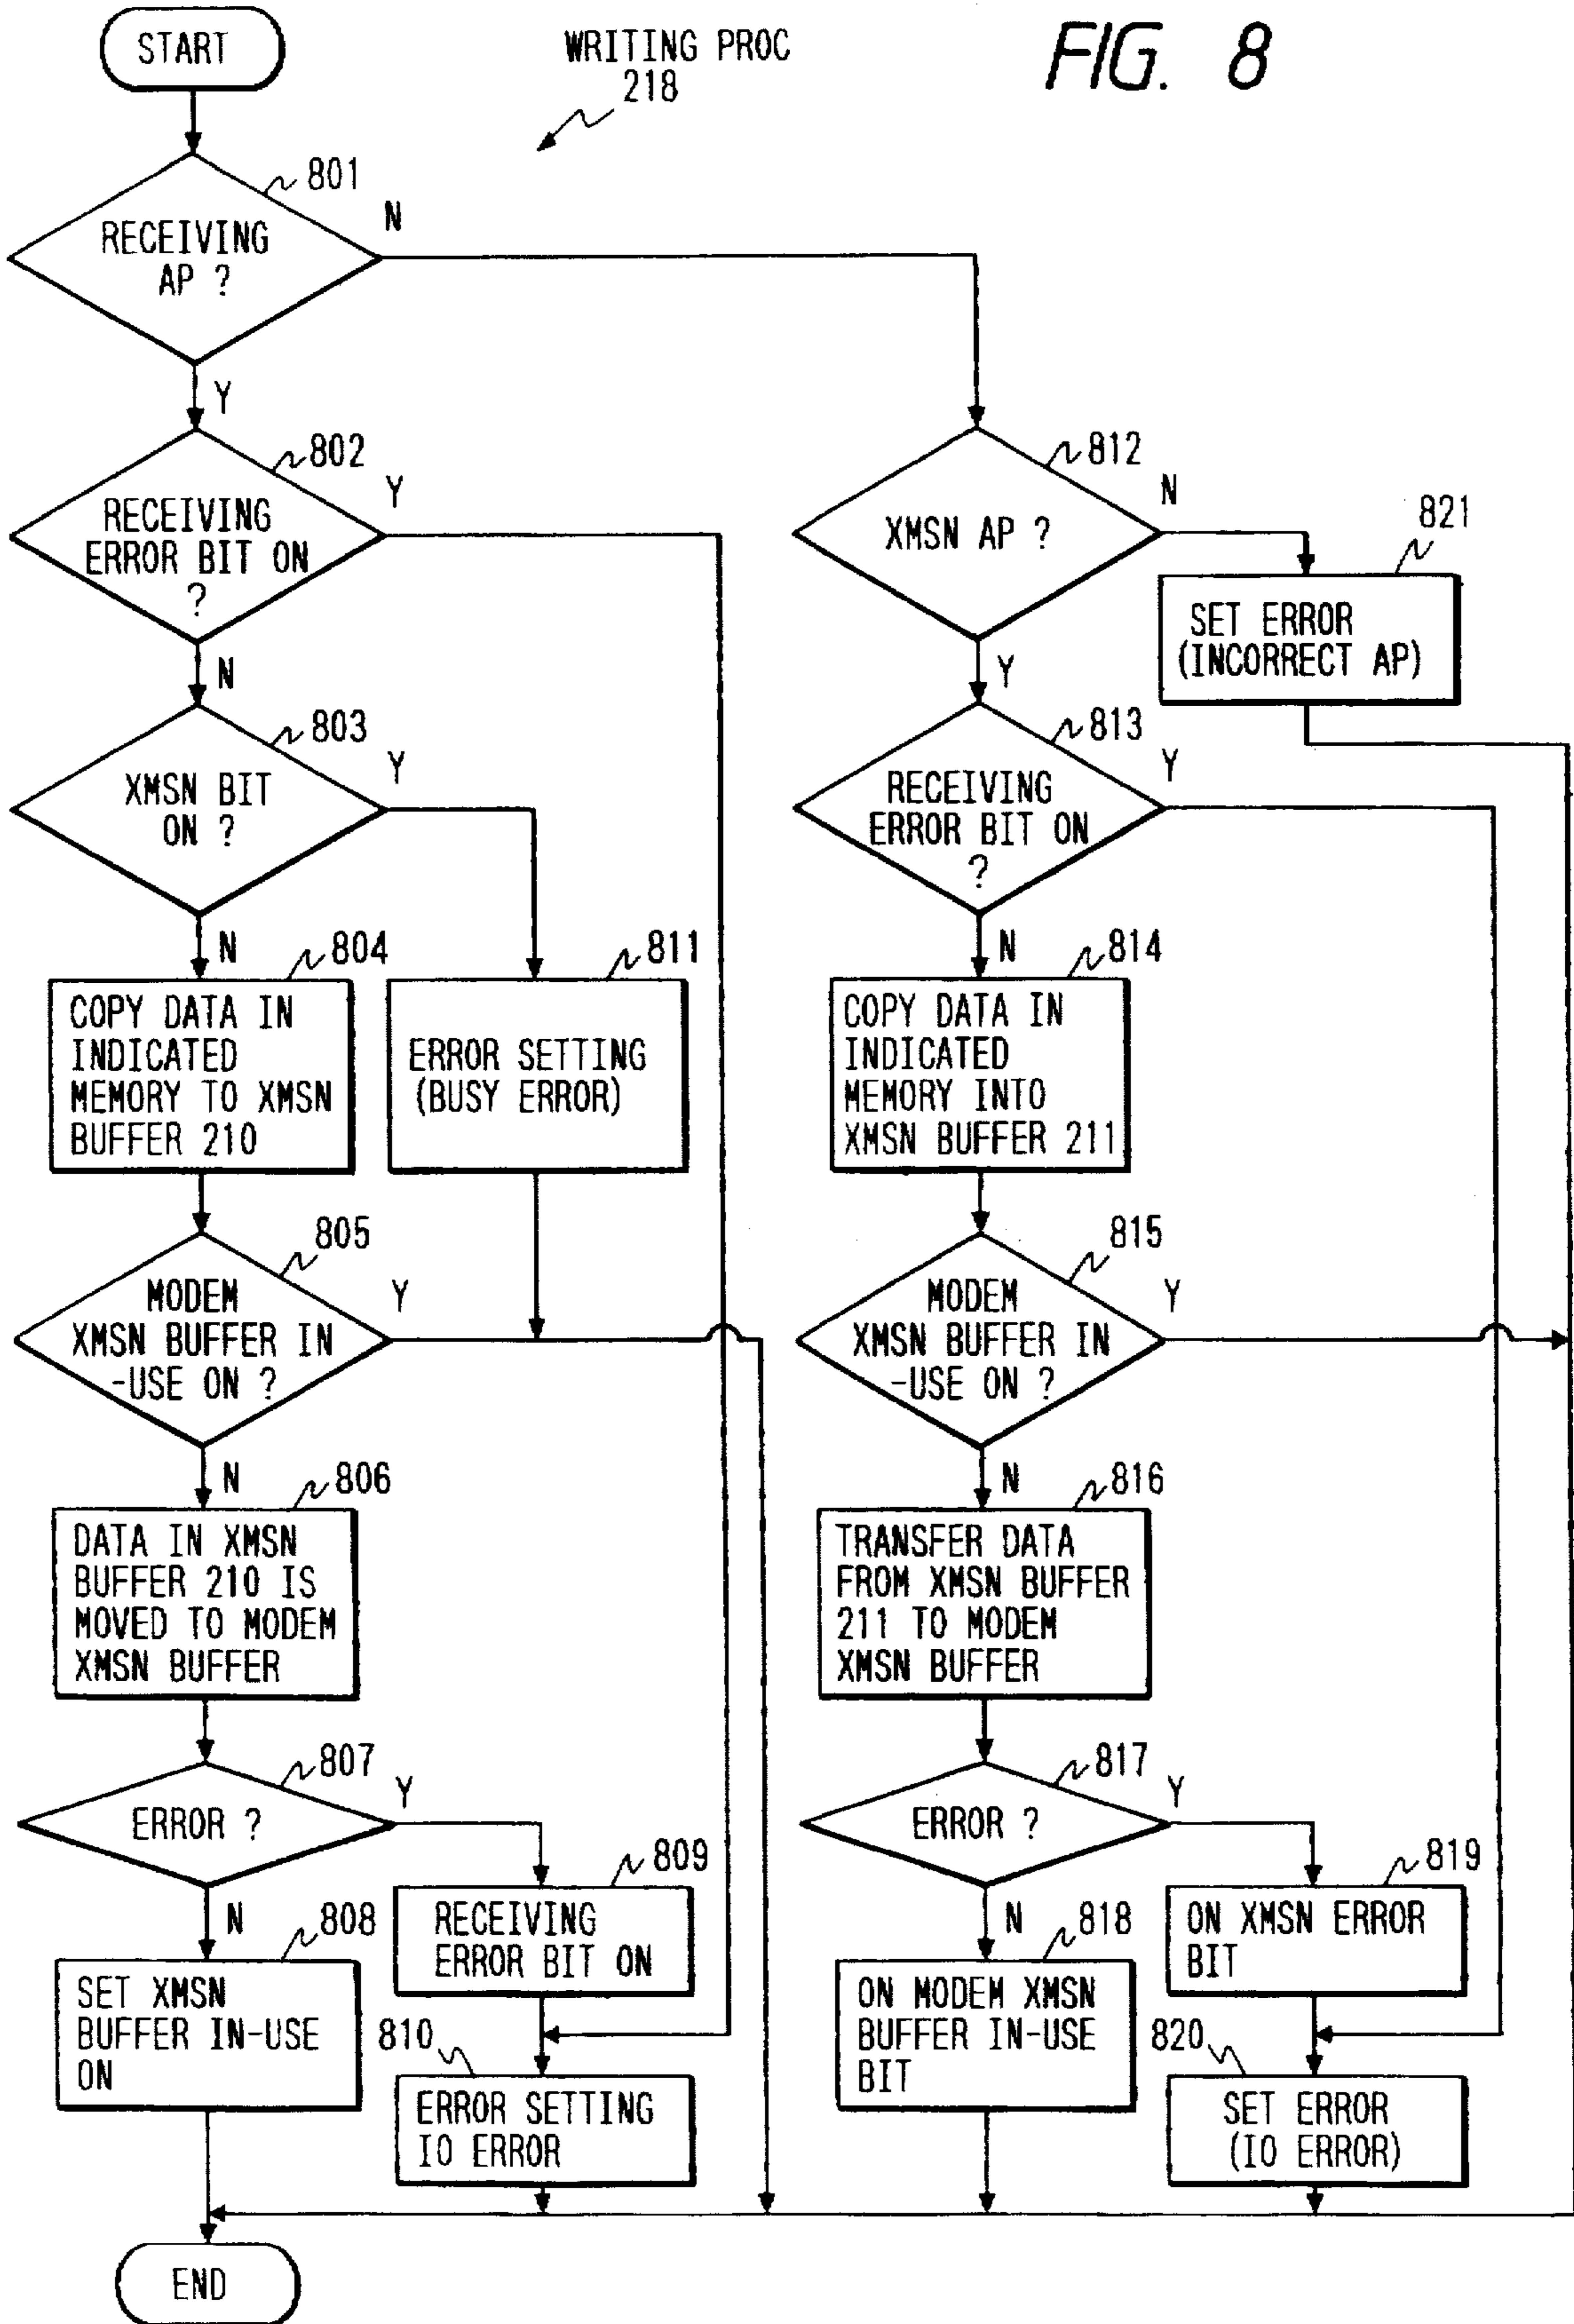 START
WRITING PROC
218
FIG. 8
801
RECEIVING
AP ?
N
Y
802
RECEIVING
ERROR BIT ON
?
Y
N
803
XMSN BIT
ON ?
Y
N
804
COPY DATA IN
INDICATED
MEMORY TO XMSN
BUFFER 210
811
ERROR SETTING
(BUSY ERROR)
805
MODEM
XMSN BUFFER IN
-USE ON ?
Y
N
806
DATA IN XMSN
BUFFER 210 IS
MOVED TO MODEM
XMSN BUFFER
807
ERROR ?
Y
N
808
SET XMSN
BUFFER IN-USE
ON
809
RECEIVING
ERROR BIT ON
810
ERROR SETTING
IO ERROR
812
XMSN AP ?
N
Y
821
SET ERROR
(INCORRECT AP)
813
RECEIVING
ERROR BIT ON
?
Y
N
814
COPY DATA IN
INDICATED
MEMORY INTO
XMSN BUFFER 211
815
MODEM
XMSN BUFFER IN
-USE ON ?
Y
N
816
TRANSFER DATA
FROM XMSN BUFFER
211 TO MODEM
XMSN BUFFER
817
ERROR ?
Y
N
818
ON MODEM XMSN
BUFFER IN-USE
BIT
819
ON XMSN ERROR
BIT
820
SET ERROR
(IO ERROR)
END